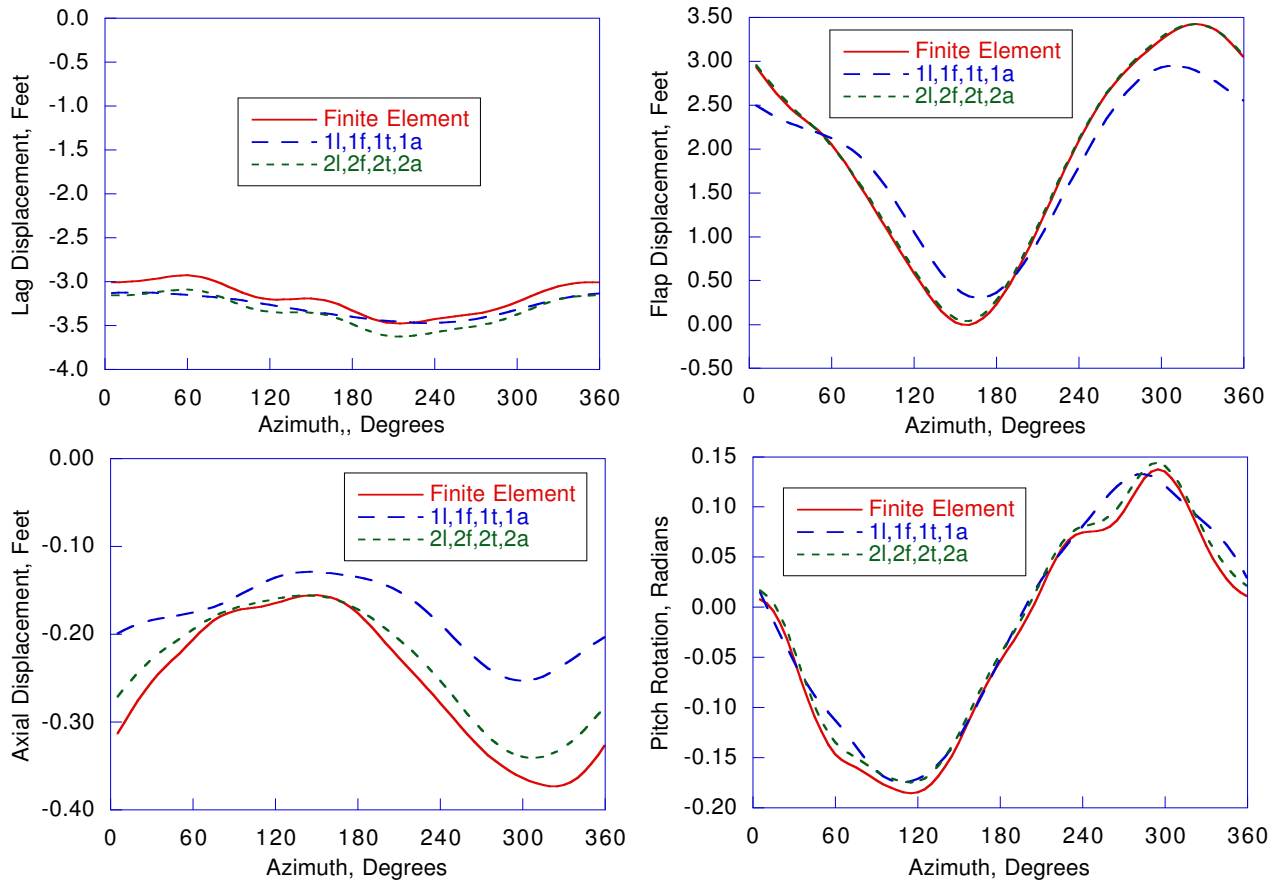 0.0
-0.5
-1.0
-1.5
-2.0
-2.5
-3.0
-3.5
-4.0
Lag Displacement, Feet
Finite Element
1l,1f,1t,1a
2l,2f,2t,2a
0 60 120 180 240 300 360
Azimuth,, Degrees
3.50
3.00
2.50
2.00
1.50
1.00
0.50
0.00
-0.50
Flap Displacement, Feet
Finite Element
1l,1f,1t,1a
2l,2f,2t,2a
0 60 120 180 240 300 360
Azimuth, Degrees
0.00
-0.10
-0.20
-0.30
-0.40
Axial Displacement, Feet
Finite Element
1l,1f,1t,1a
2l,2f,2t,2a
0 60 120 180 240 300 360
Azimuth, Degrees
0.15
0.10
0.05
0.00
-0.05
-0.10
-0.15
-0.20
Pitch Rotation, Radians
Finite Element
1l,1f,1t,1a
2l,2f,2t,2a
0 60 120 180 240 300 360
Azimuth, Degrees